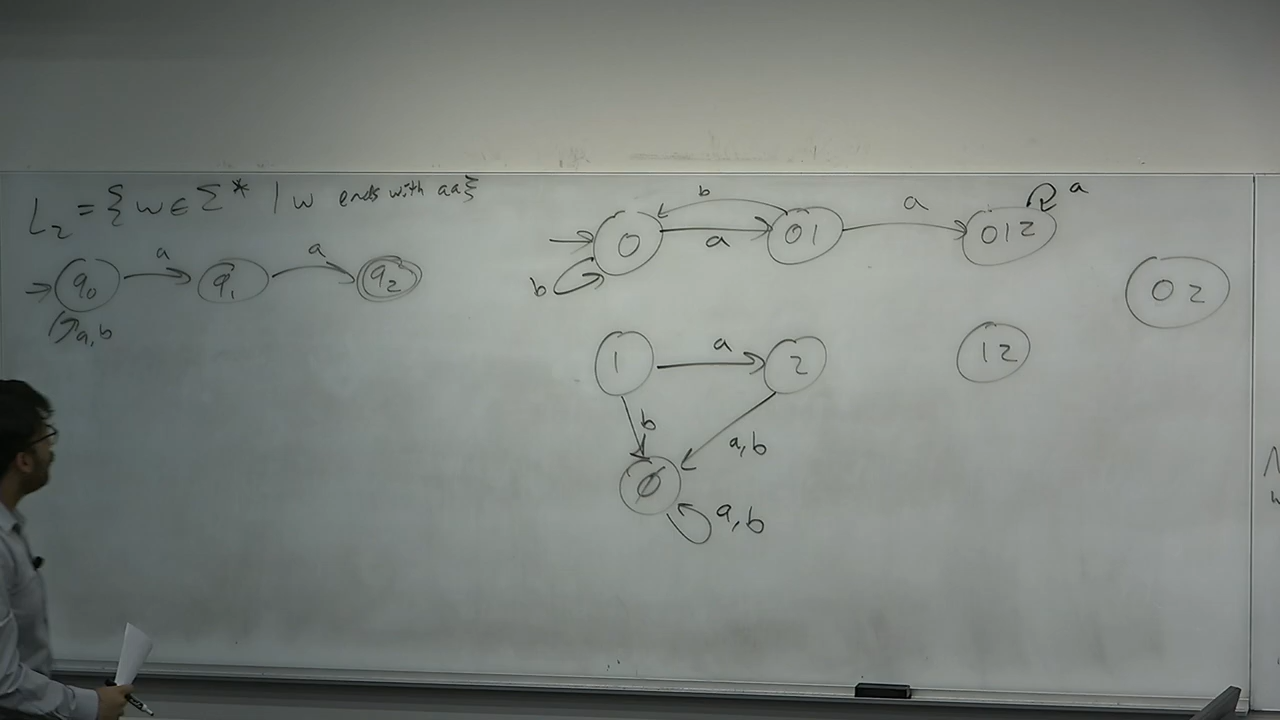 L₂ = { w ∈ Σ* | w ends with aa}
q₀ a q₁ a q₂
a,b
0 b a 01 a 012 a
b
02
1 a 2 12
b a,b
∅ a,b